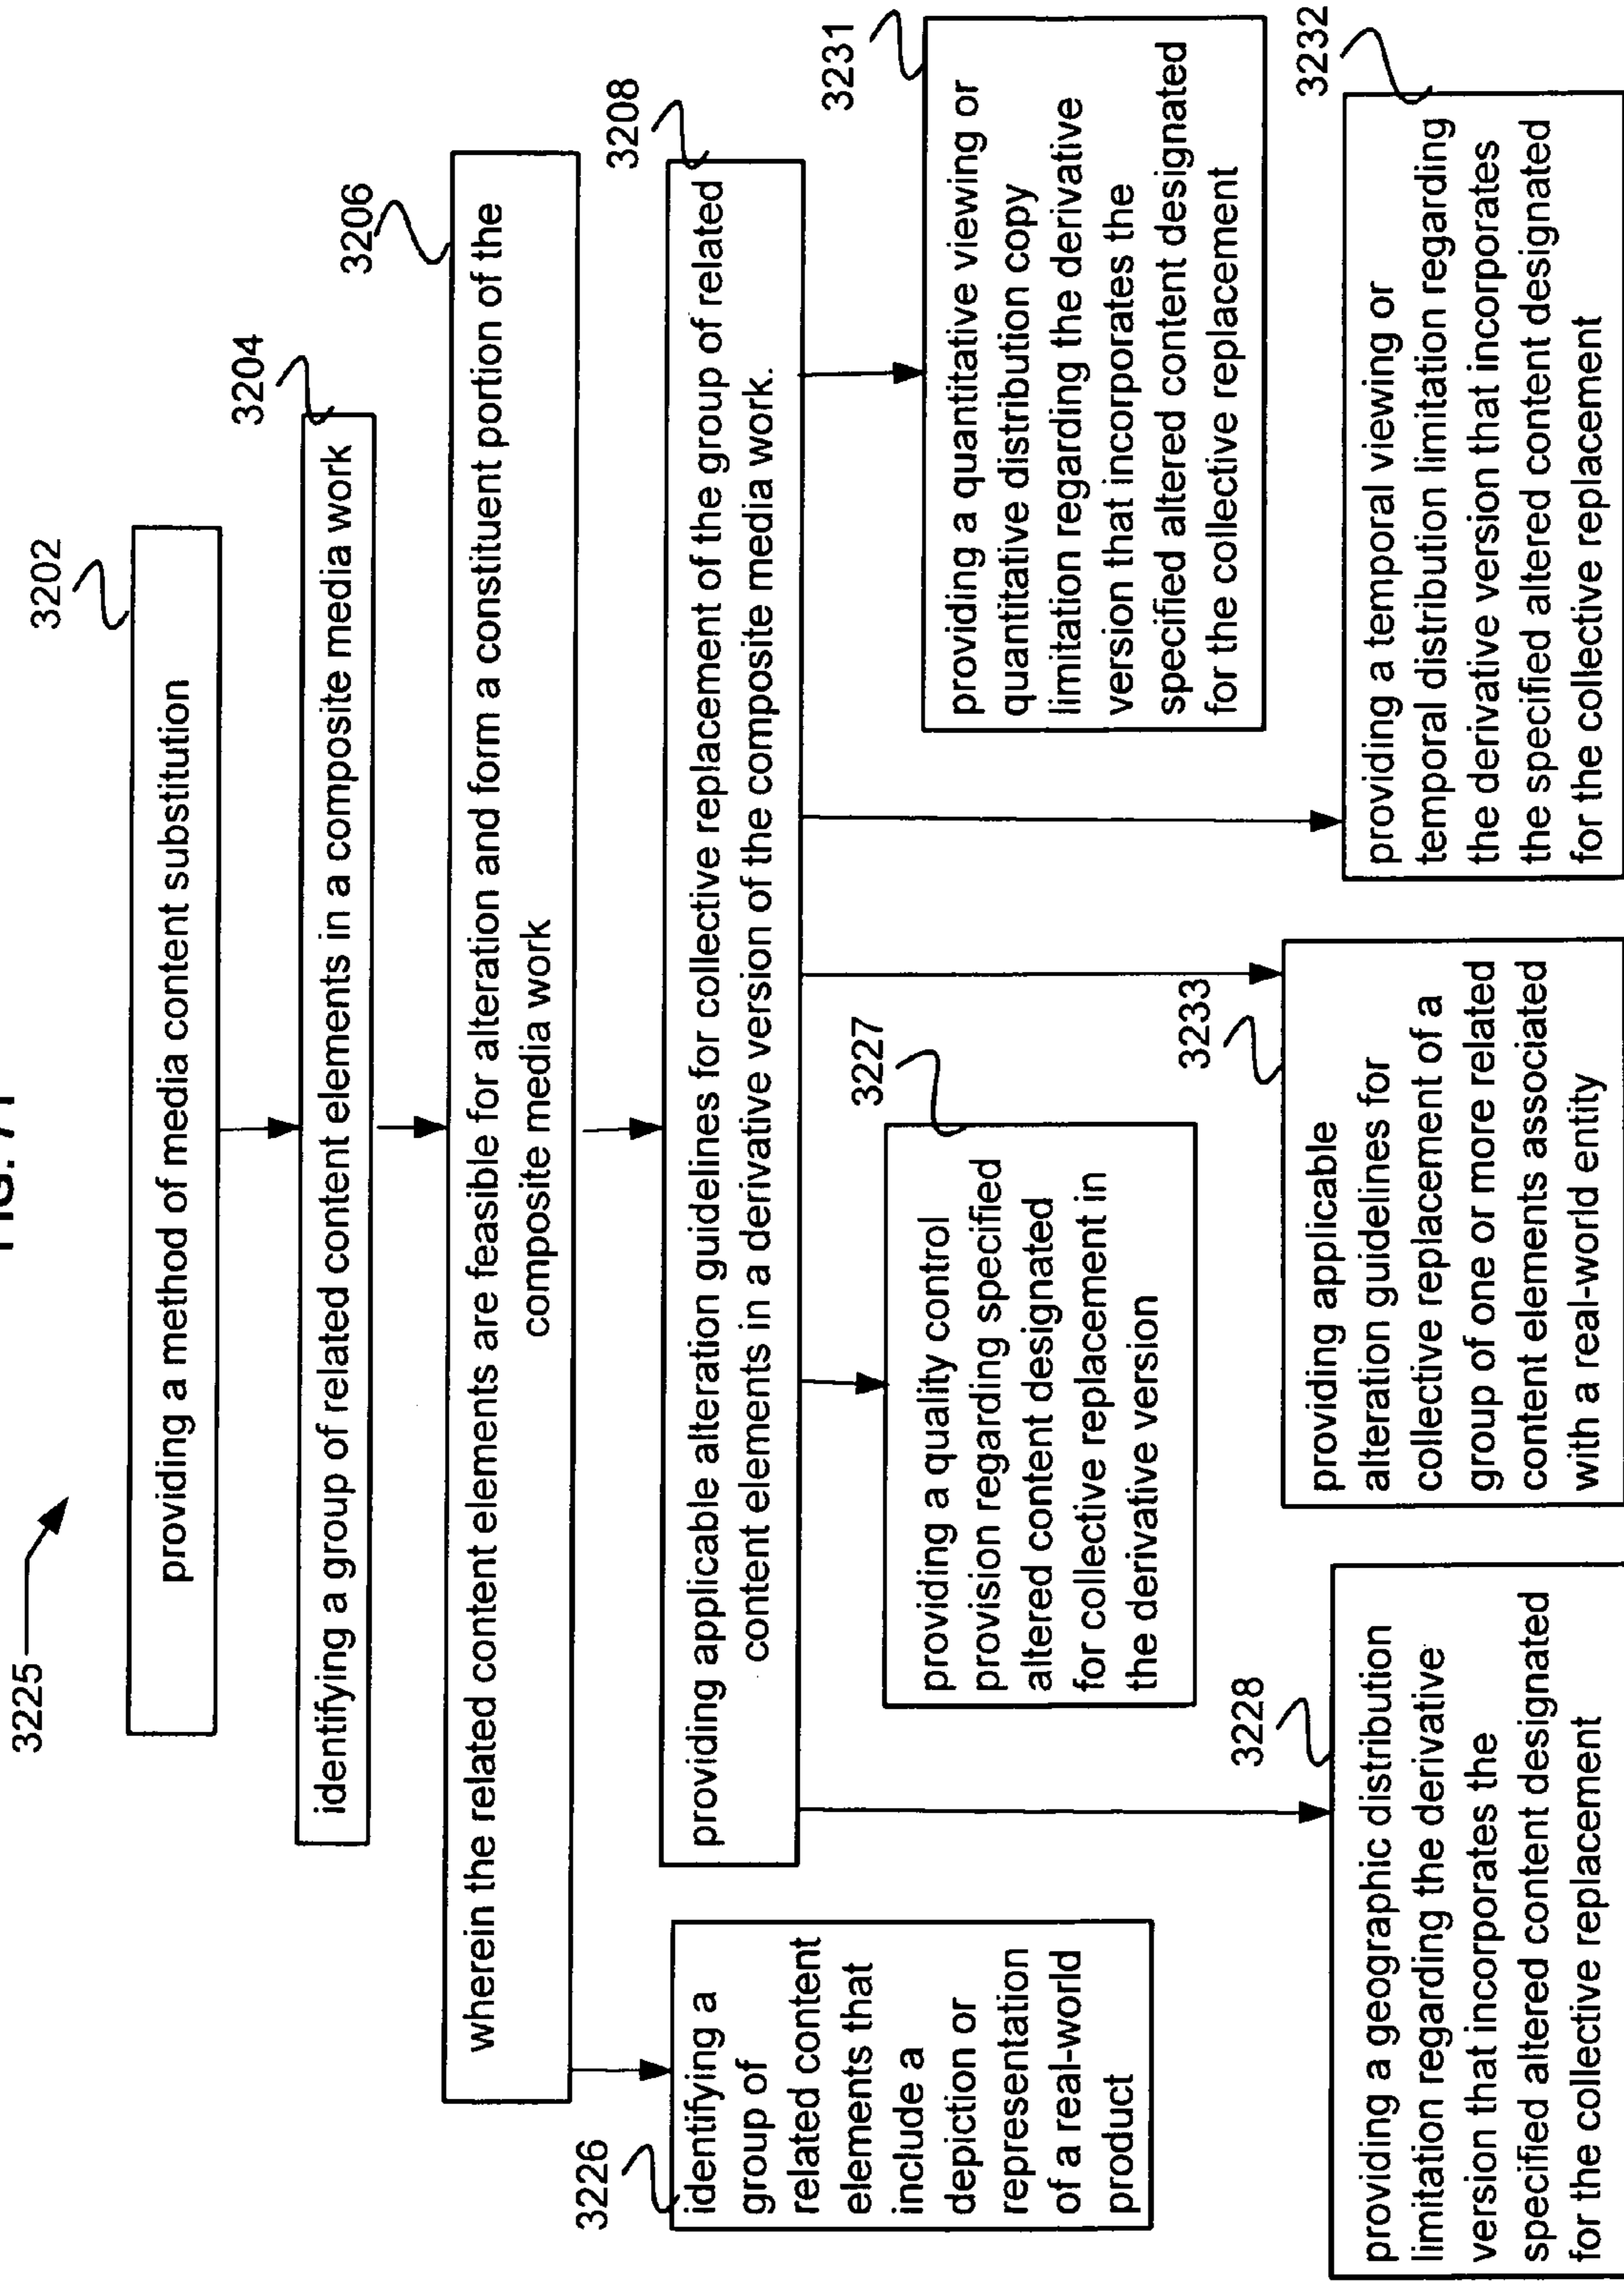 FIG. 71
3225
3202
providing a method of media content substitution
3204
identifying a group of related content elements in a composite media work
3206
wherein the related content elements are feasible for alteration and form a constituent portion of the
composite media work
3208
providing applicable alteration guidelines for collective replacement of the group of related
content elements in a derivative version of the composite media work.
3226
identifying a
group of
related content
elements that
include a
depiction or
representation
of a real-world
product
3227
providing a quality control
provision regarding specified
altered content designated
for collective replacement in
the derivative version
3231
providing a quantitative viewing or
quantitative distribution copy
limitation regarding the derivative
version that incorporates the
specified altered content designated
for the collective replacement
3228
providing a geographic distribution
limitation regarding the derivative
version that incorporates the
specified altered content designated
for the collective replacement
3233
providing applicable
alteration guidelines for
collective replacement of a
group of one or more related
content elements associated
with a real-world entity
3232
providing a temporal viewing or
temporal distribution limitation regarding
the derivative version that incorporates
the specified altered content designated
for the collective replacement